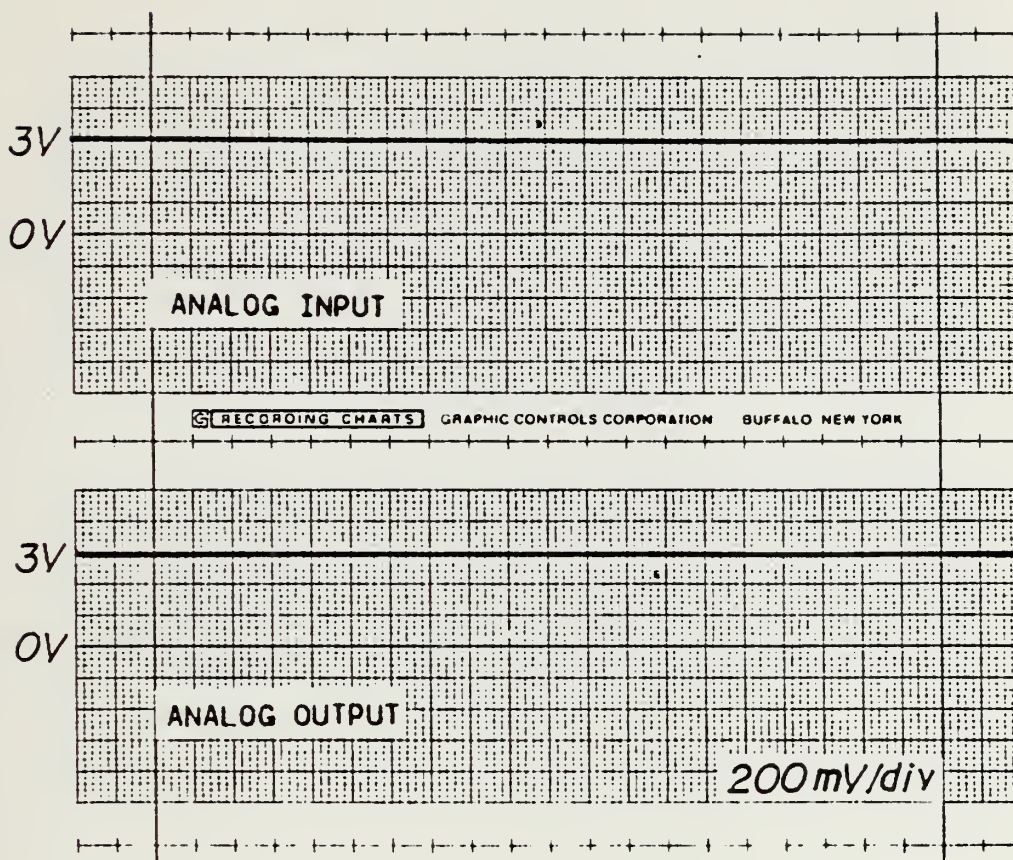 3V
0V
ANALOG INPUT
G RECORDING CHARTS GRAPHIC CONTROLS CORPORATION BUFFALO NEW YORK
3V
0V
ANALOG OUTPUT
200mV/div